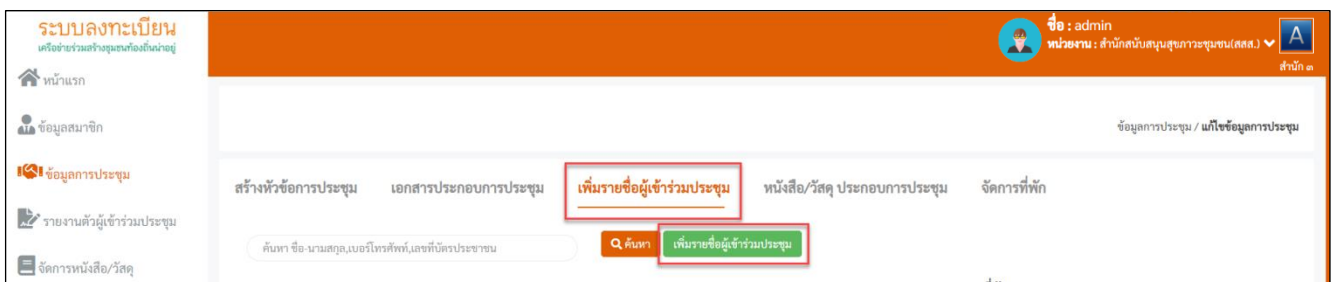 ระบบลงทะเบียน
เครือข่ายร่วมสร้างชุมชนท้องถิ่นน่าอยู่
ชื่อ : admin
หน่วยงาน : สำนักสนับสนุนสุขภาวะชุมชน(สสส.)
A
สำนัก ๓
หน้าแรก
ข้อมูลสมาชิก
ข้อมูลการประชุม / แก้ไขข้อมูลการประชุม
ข้อมูลการประชุม
สร้างหัวข้อการประชุม เอกสารประกอบการประชุม เพิ่มรายชื่อผู้เข้าร่วมประชุม หนังสือ/วัสดุ ประกอบการประชุม จัดการที่พัก
รายงานตัวผู้เข้าร่วมประชุม
ค้นหา ชื่อ-นามสกุล,เบอร์โทรศัพท์,เลขที่บัตรประชาชน ค้นหา เพิ่มรายชื่อผู้เข้าร่วมประชุม
จัดการหนังสือ/วัสดุ